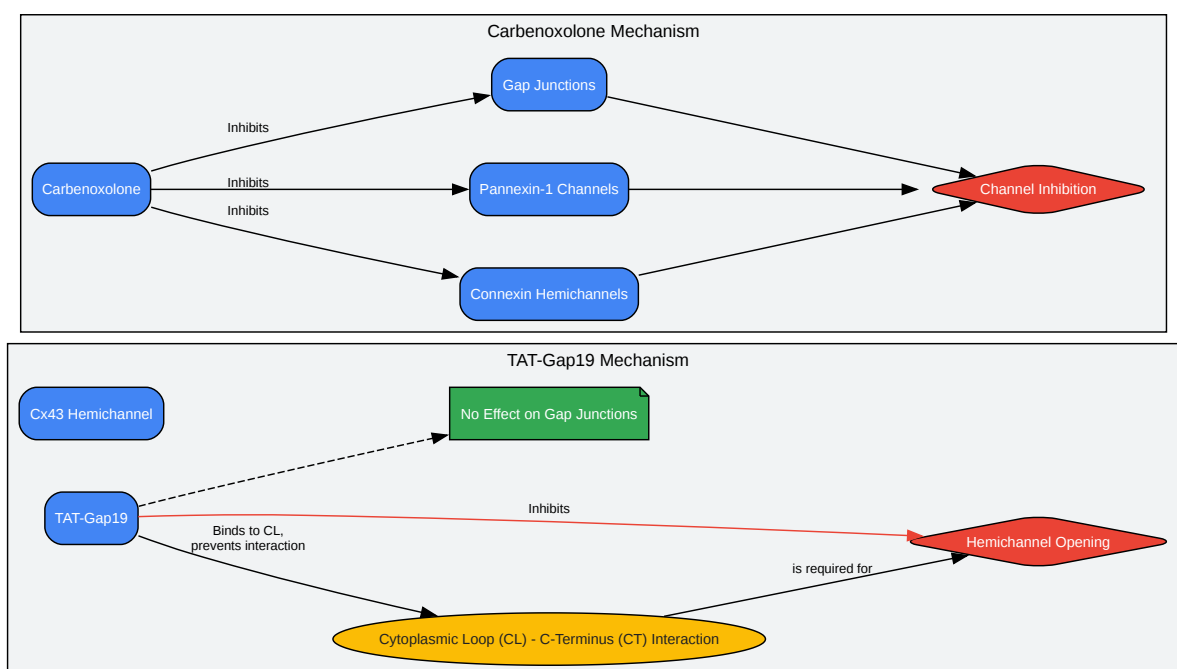 Carbenoxolone Mechanism
Gap Junctions
Inhibits
Carbenoxolone
Inhibits
Pannexin-1 Channels
Channel Inhibition
Inhibits
Connexin Hemichannels
TAT-Gap19 Mechanism
Cx43 Hemichannel
No Effect on Gap Junctions
TAT-Gap19
Inhibits
Binds to CL,
prevents interaction
Hemichannel Opening
is required for
Cytoplasmic Loop (CL) - C-Terminus (CT) Interaction